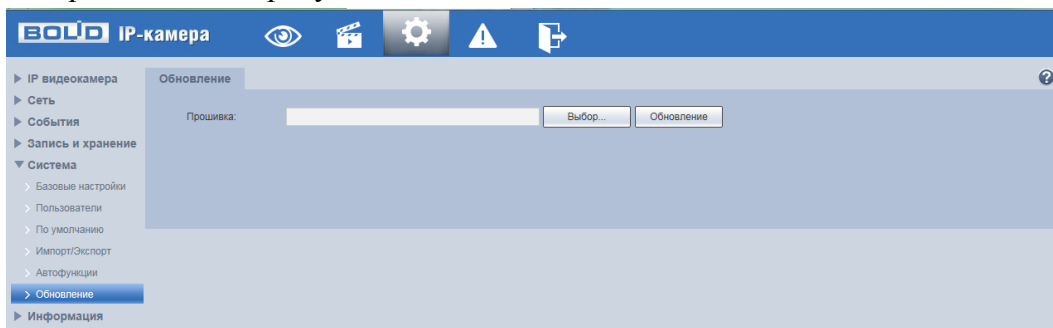 BOLID IP-камера
IP видеокамера
Сеть
События
Запись и хранение
Система
Базовые настройки
Пользователи
По умолчанию
Импорт/Экспорт
Автофункции
Обновление
Информация
Обновление
Прошивка:
Выбор...
Обновление